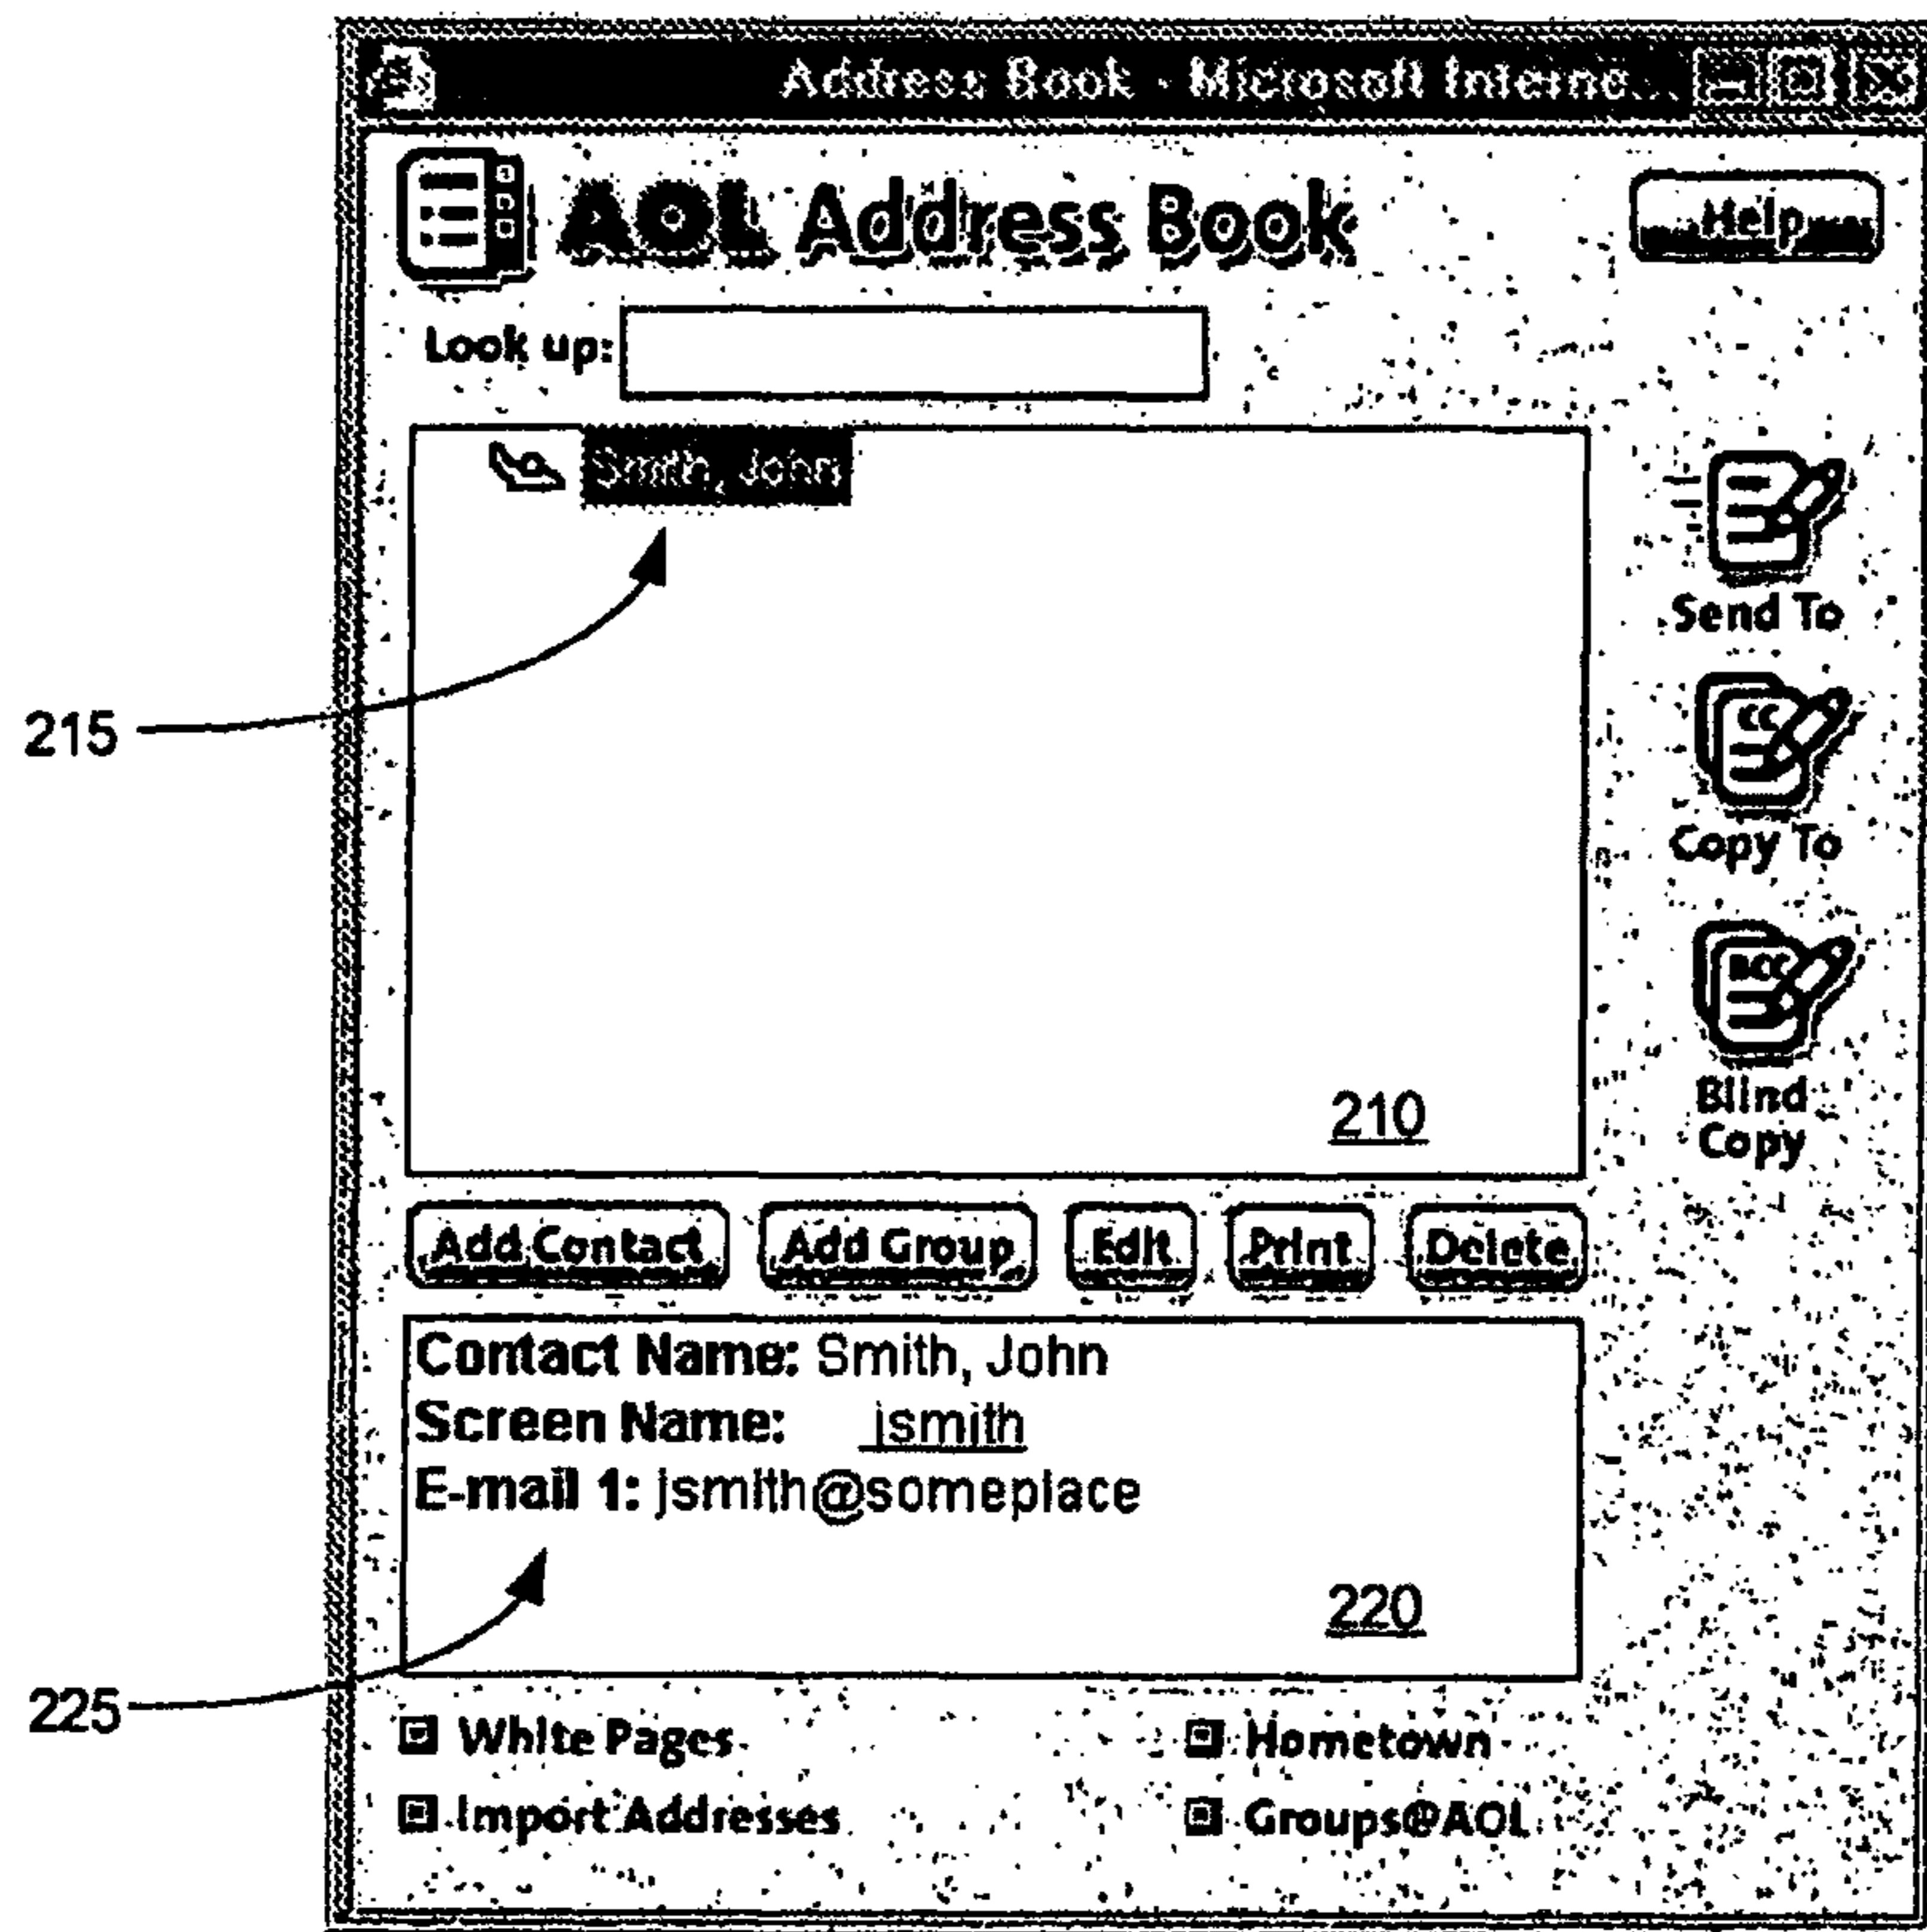 Address Book - Microsoft Interne...
AOL Address Book
Help
Look up:
Smith, John
Send To
215
CC
Copy To
BCC
210
Blind
Copy
Add Contact Add Group Edit Print Delete
Contact Name: Smith, John
Screen Name: jsmith
E-mail 1: jsmith@someplace
220
225
White Pages Hometown
Import Addresses Groups@AOL